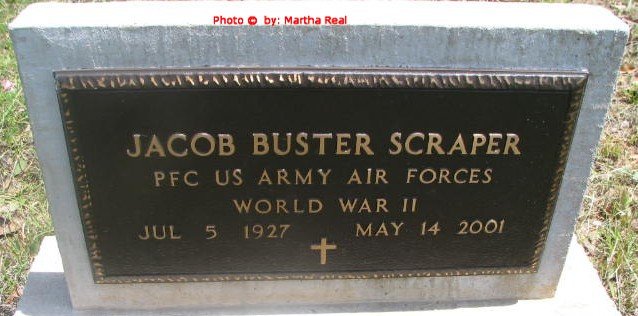 Photo © by: Martha Real
JACOB BUSTER SCRAPER
PFC US ARMY AIR FORCES
WORLD WAR II
JUL 5 1927 MAY 14 2001